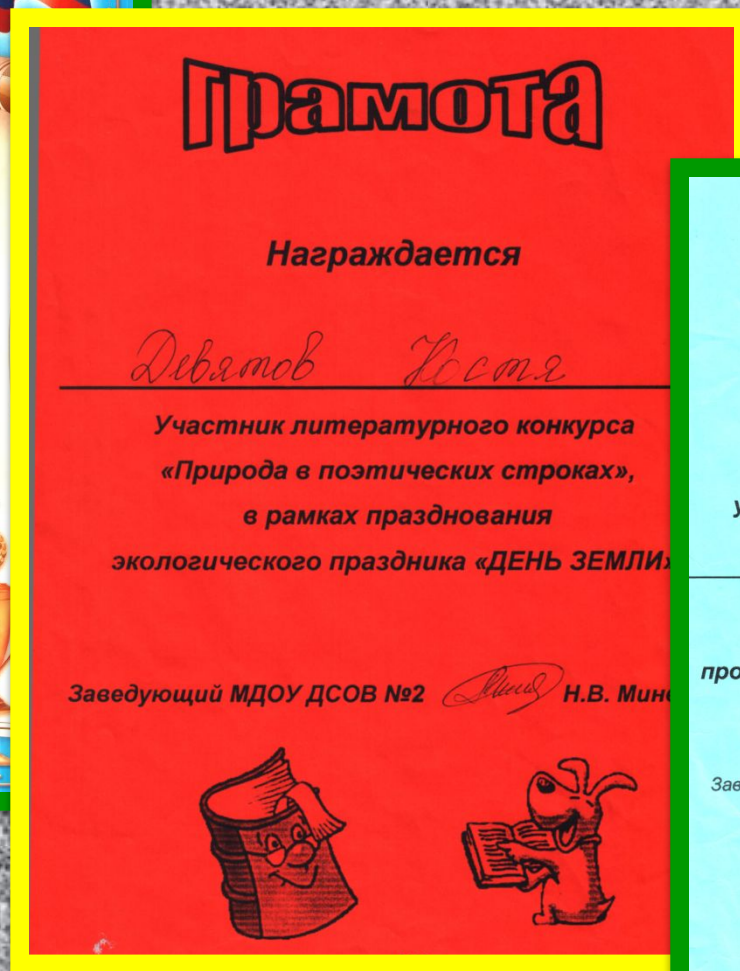 Грамота
Награждается
Девятов Костя
Участник литературного конкурса
«Природа в поэтических строках»,
в рамках празднования
экологического праздника «ДЕНЬ ЗЕМЛИ»
Заведующий МДОУ ДСОВ №2 Н.В.